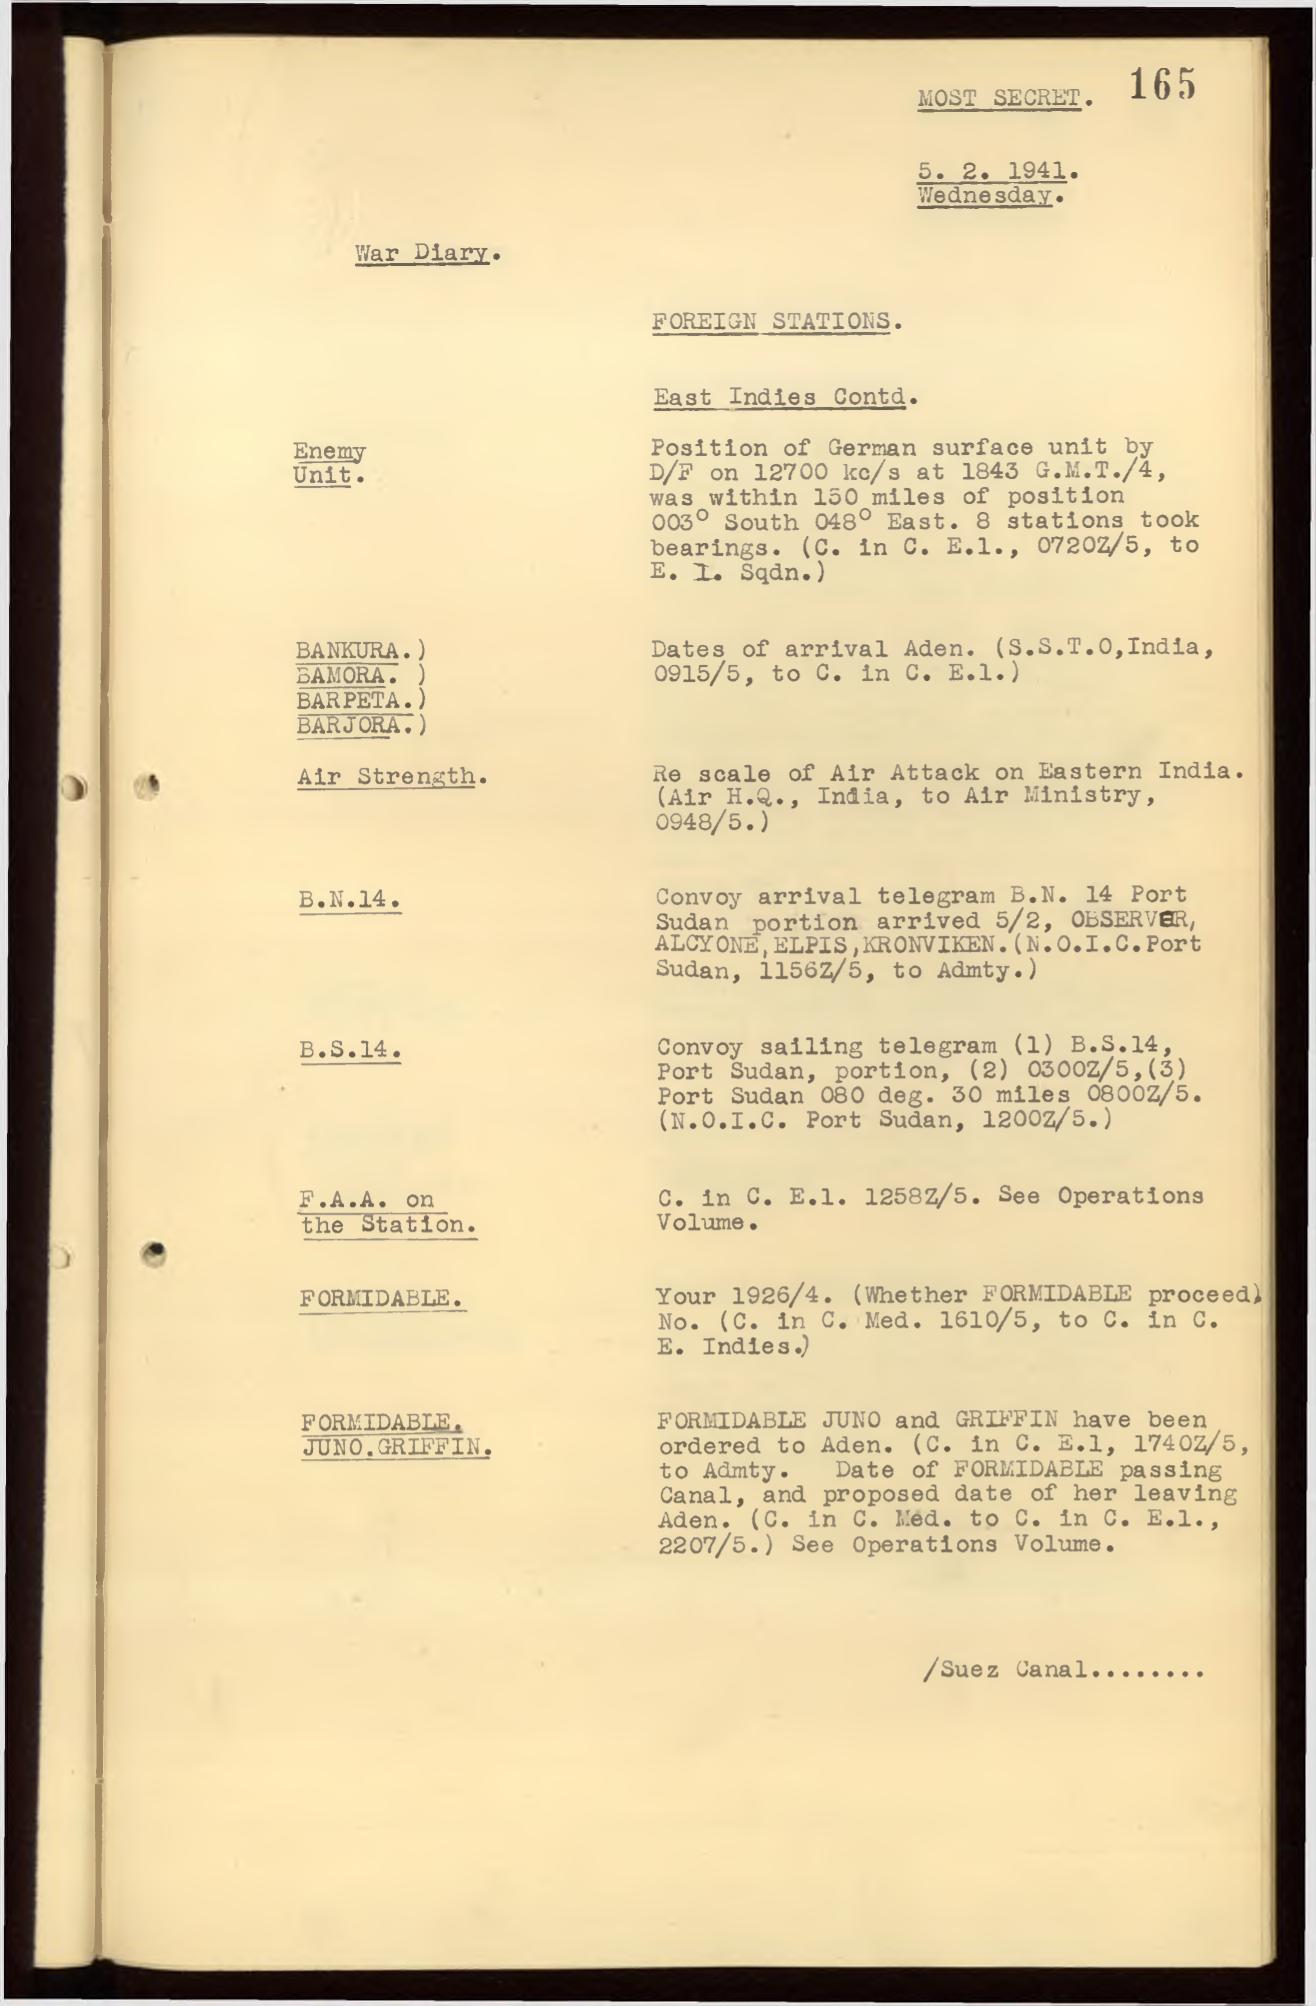 165
MOST SECRET.
5. 2. 1941.
Wednesday.
War Diary.
FOREIGN STATIONS.
East Indies Contd.
Enemy
Unit.
Position of German surface unit by
D/F on 12700 kc/s at 1843 G.M.T./4,
was within 150 miles of position
003° South 048° East. 8 stations took
bearings. (C. in C. E.l., 0720Z/5, to
E. I. Sqdn.)
BANKURA.)
BAMORA. )
BARPETA.)
BARJORA.)
Dates of arrival Aden. (S.S.T.O,India,
0915/5, to C. in C. E.l.)
Air Strength.
Re scale of Air Attack on Eastern India.
(Air H.Q., India, to Air Ministry,
0948/5.)
B.N.14.
Convoy arrival telegram B.N. 14 Port
Sudan portion arrived 5/2, OBSERVER,
ALCYONE,ELPIS,KRONVIKEN.(N.O.I.C.Port
Sudan, 1156Z/5, to Admty.)
B.S.14.
Convoy sailing telegram (1) B.S.14,
Port Sudan, portion, (2) 0300Z/5,(3)
Port Sudan 080 deg. 30 miles 0800Z/5.
(N.O.I.C. Port Sudan, 1200Z/5.)
F.A.A. on
the Station.
C. in C. E.l. 1258Z/5. See Operations
Volume.
FORMIDABLE.
Your 1926/4. (Whether FORMIDABLE proceed)
No. (C. in C. Med. 1610/5, to C. in C.
E. Indies.)
FORMIDABLE.
JUNO.GRIFFIN.
FORMIDABLE JUNO and GRIFFIN have been
ordered to Aden. (C. in C. E.l, 1740Z/5,
to Admty. Date of FORMIDABLE passing
Canal, and proposed date of her leaving
Aden. (C. in C. Med. to C. in C. E.l.,
2207/5.) See Operations Volume.
/Suez Canal........